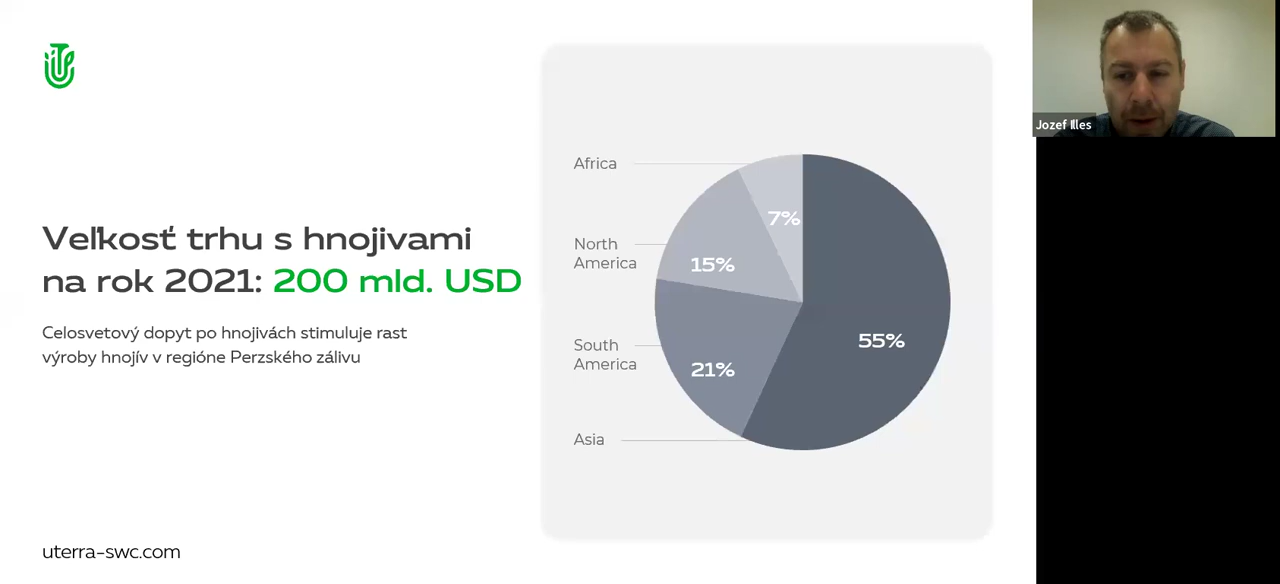 Veľkosť trhu s hnojivami
na rok 2021: 200 mld. USD
Celosvetový dopyt po hnojivách stimuluje rast
výroby hnojív v regióne Perzského zálivu
uterra-swc.com
Africa
North
America
South
America
Asia
7%
15%
21%
55%
Jozef Illes